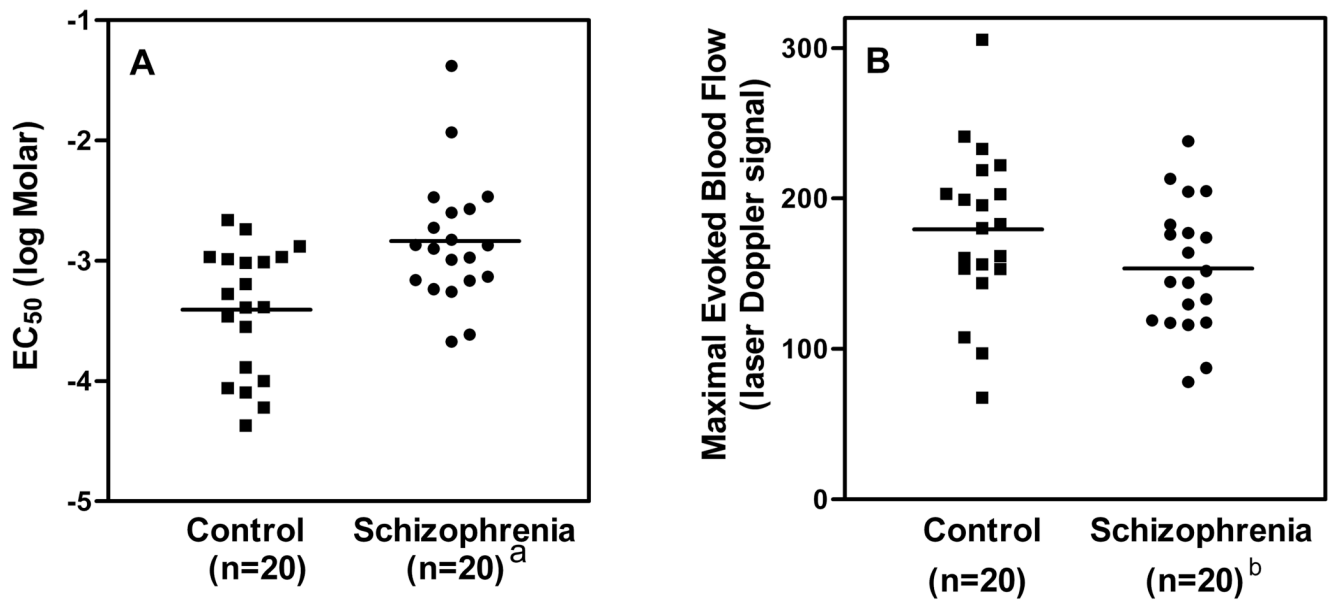 A
EC50 (log Molar)
-1
-2
-3
-4
-5
Control
(n=20)
Schizophrenia
(n=20)a
B
Maximal Evoked Blood Flow
(laser Doppler signal)
300
200
100
0
Control
(n=20)
Schizophrenia
(n=20)b